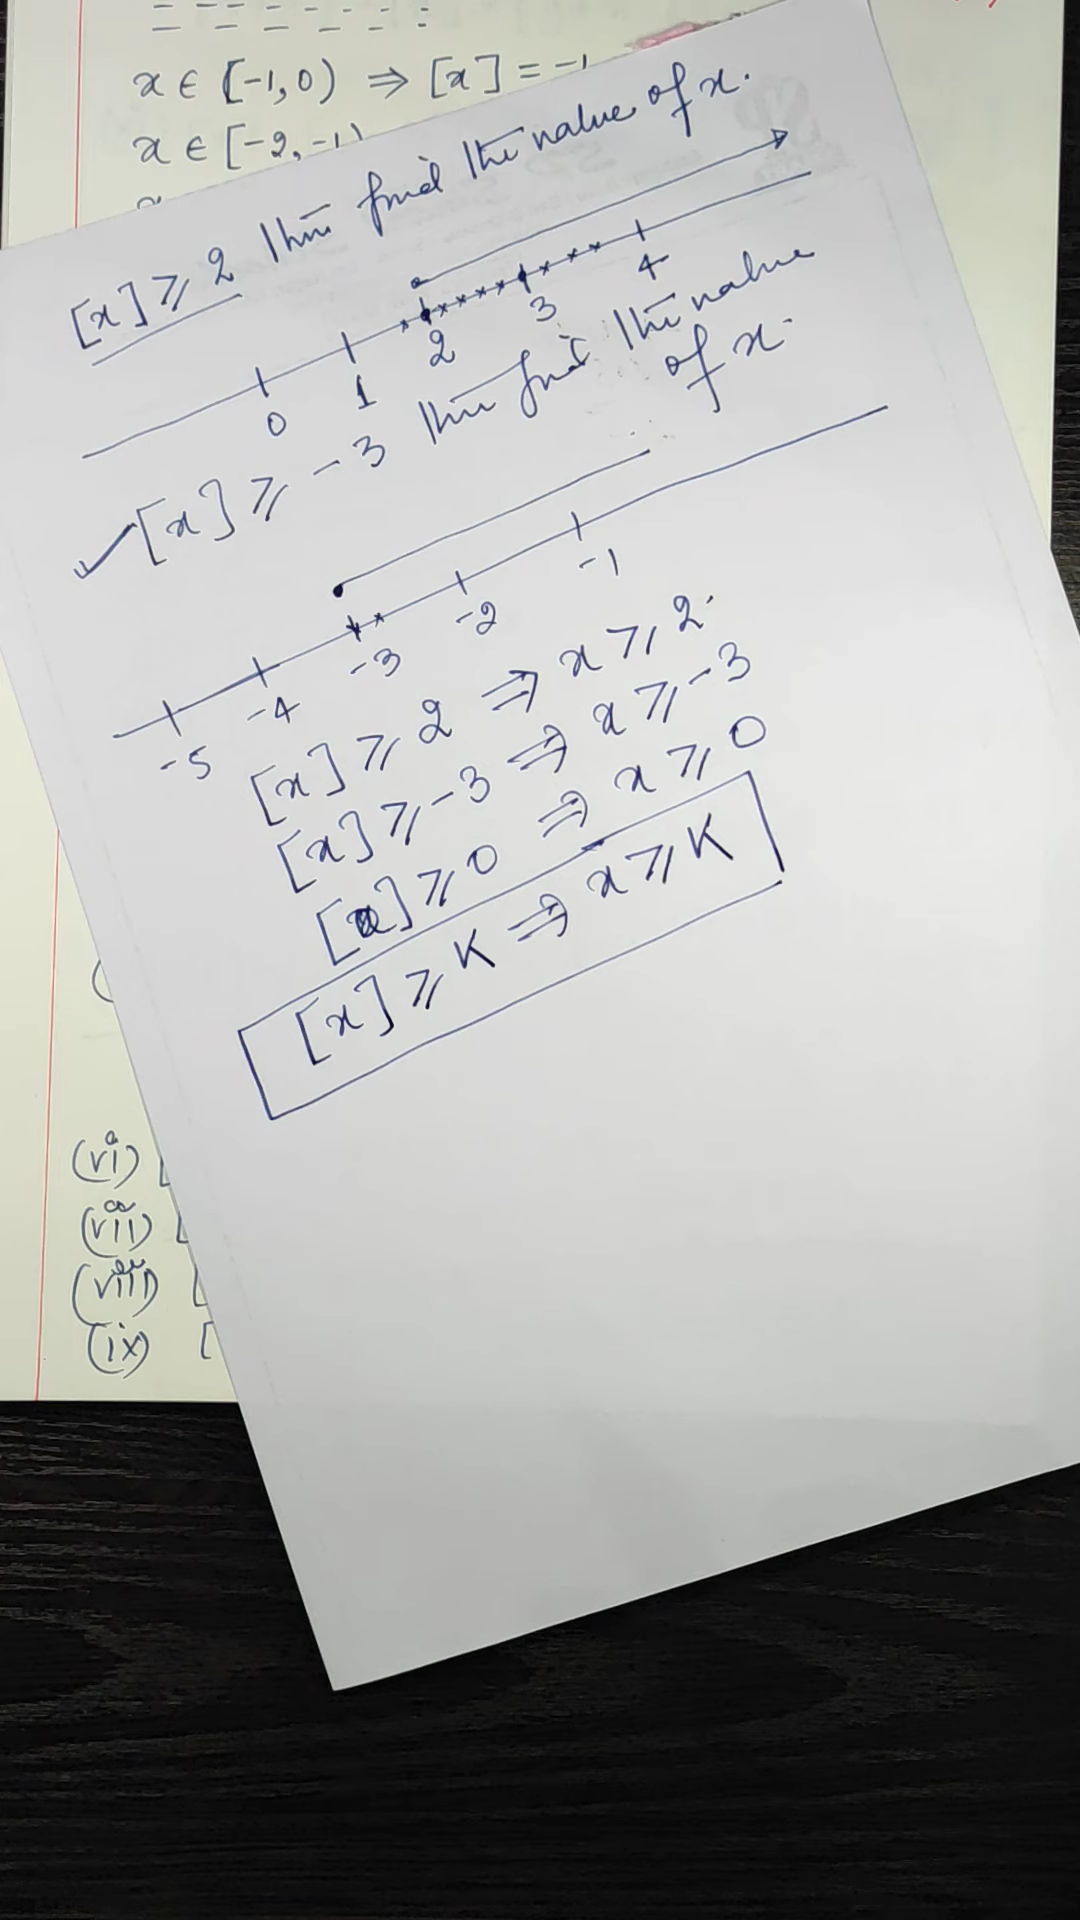 x ∈ [-1,0) ⇒ [x] = -1
x ∈ [-2,-1)
[x] ⩾ 2 then find the value of x.
0 1 2 3 4
✓ [x] ⩾ -3 then find the value
of x.
-5 -4 -3 -2 -1
[x] ⩾ 2 ⇒ x ⩾ 2.
[x] ⩾ -3 ⇒ x ⩾ -3
[x] ⩾ 0 ⇒ x ⩾ 0
[x] ⩾ K ⇒ x ⩾ K
(vi) [
(vii) [
(viii) [
(ix) [